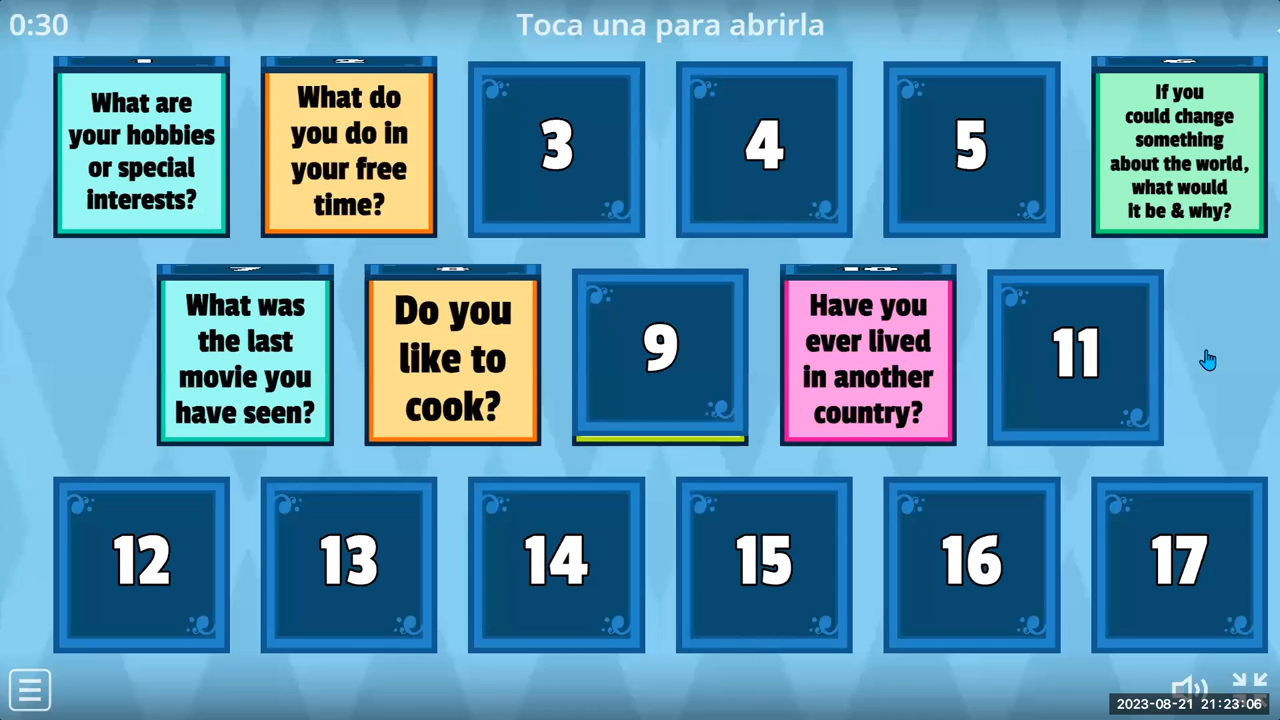 0:30
Toca una para abrirla
What are
your hobbies
or special
interests?
What do
you do in
your free
time?
3
4
5
If you
could change
something
about the world,
what would
it be & why?
What was
the last
movie you
have seen?
Do you
like to
cook?
9
Have you
ever lived
in another
country?
11
12
13
14
15
16
17
2023-08-21 21:23:06